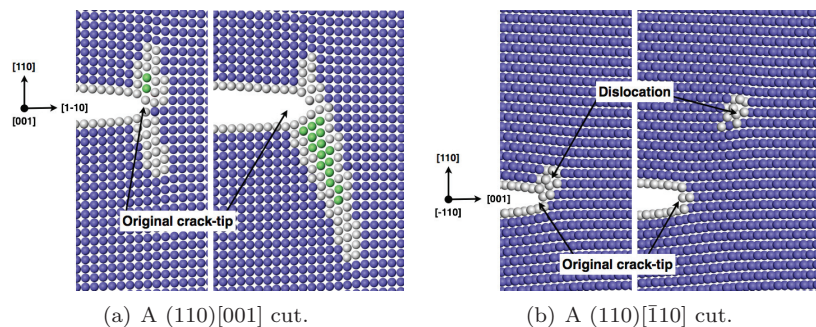 [110]
[1-10]
[001]
Original crack-tip
Dislocation
[110]
[001]
[-110]
Original crack-tip
(a) A (110)[001] cut.
(b) A (110)[1̄10] cut.